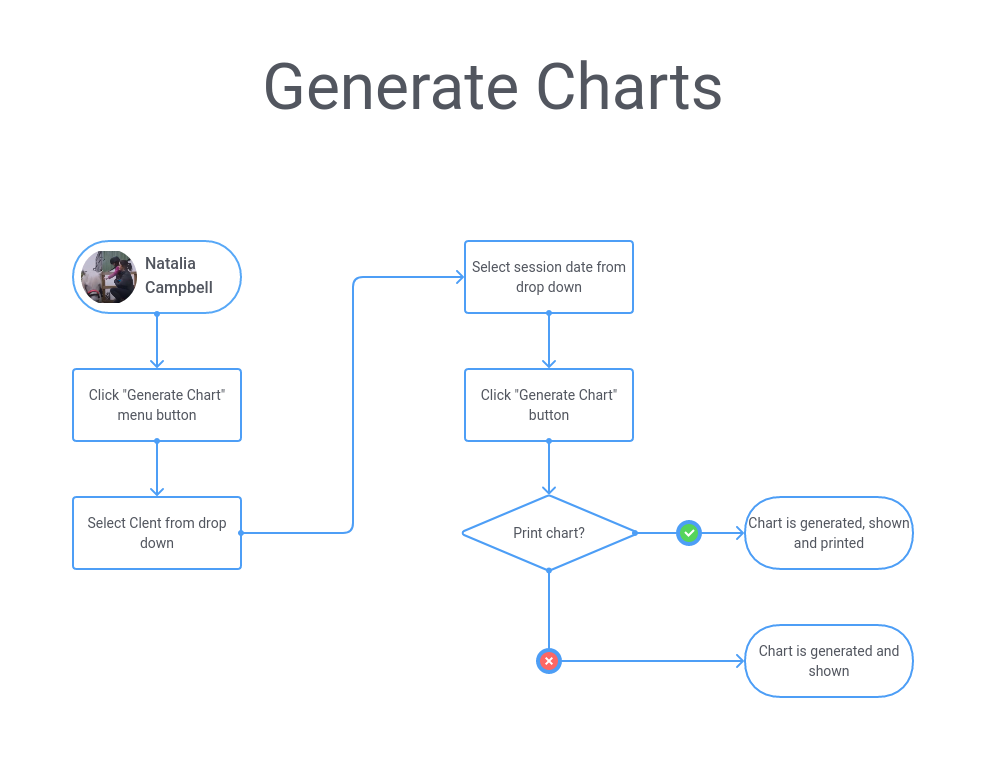 Generate Charts
Natalia
Campbell
Click "Generate Chart"
menu button
Select Clent from drop
down
Select session date from
drop down
Click "Generate Chart"
button
Print chart?
Chart is generated, shown
and printed
Chart is generated and
shown